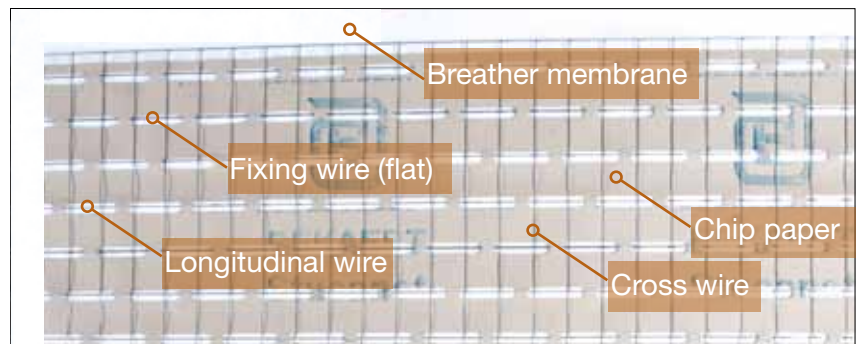 Breather membrane
Fixing wire (flat)
Chip paper
Longitudinal wire
Cross wire